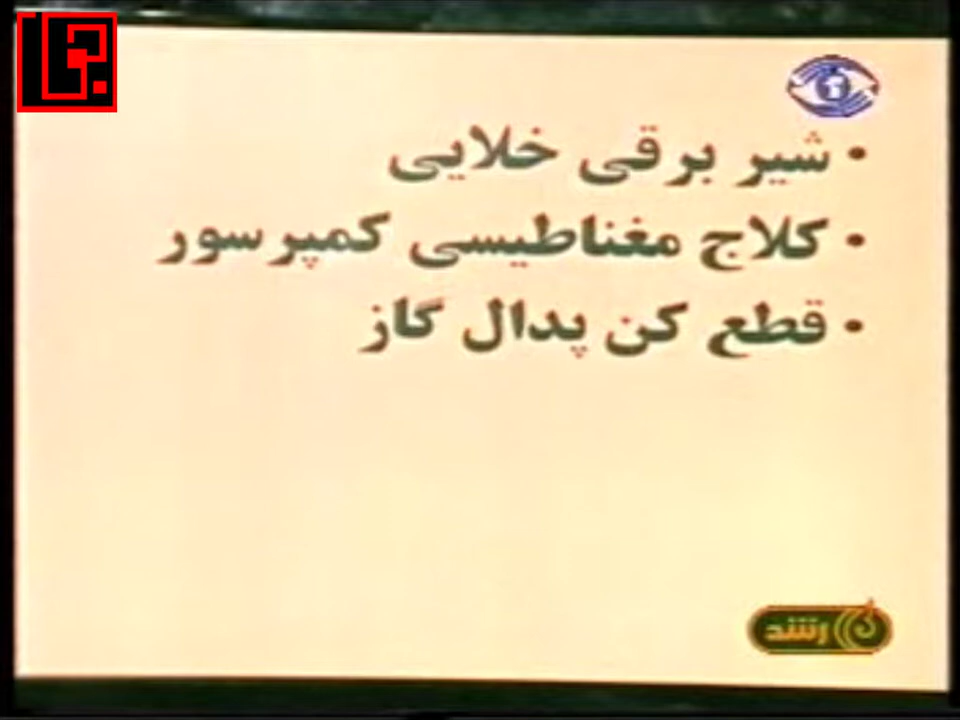 • شیر برقی خلایی
• کلاج مغناطیسی کمپرسور
• قطع کن پدال گاز
رشد